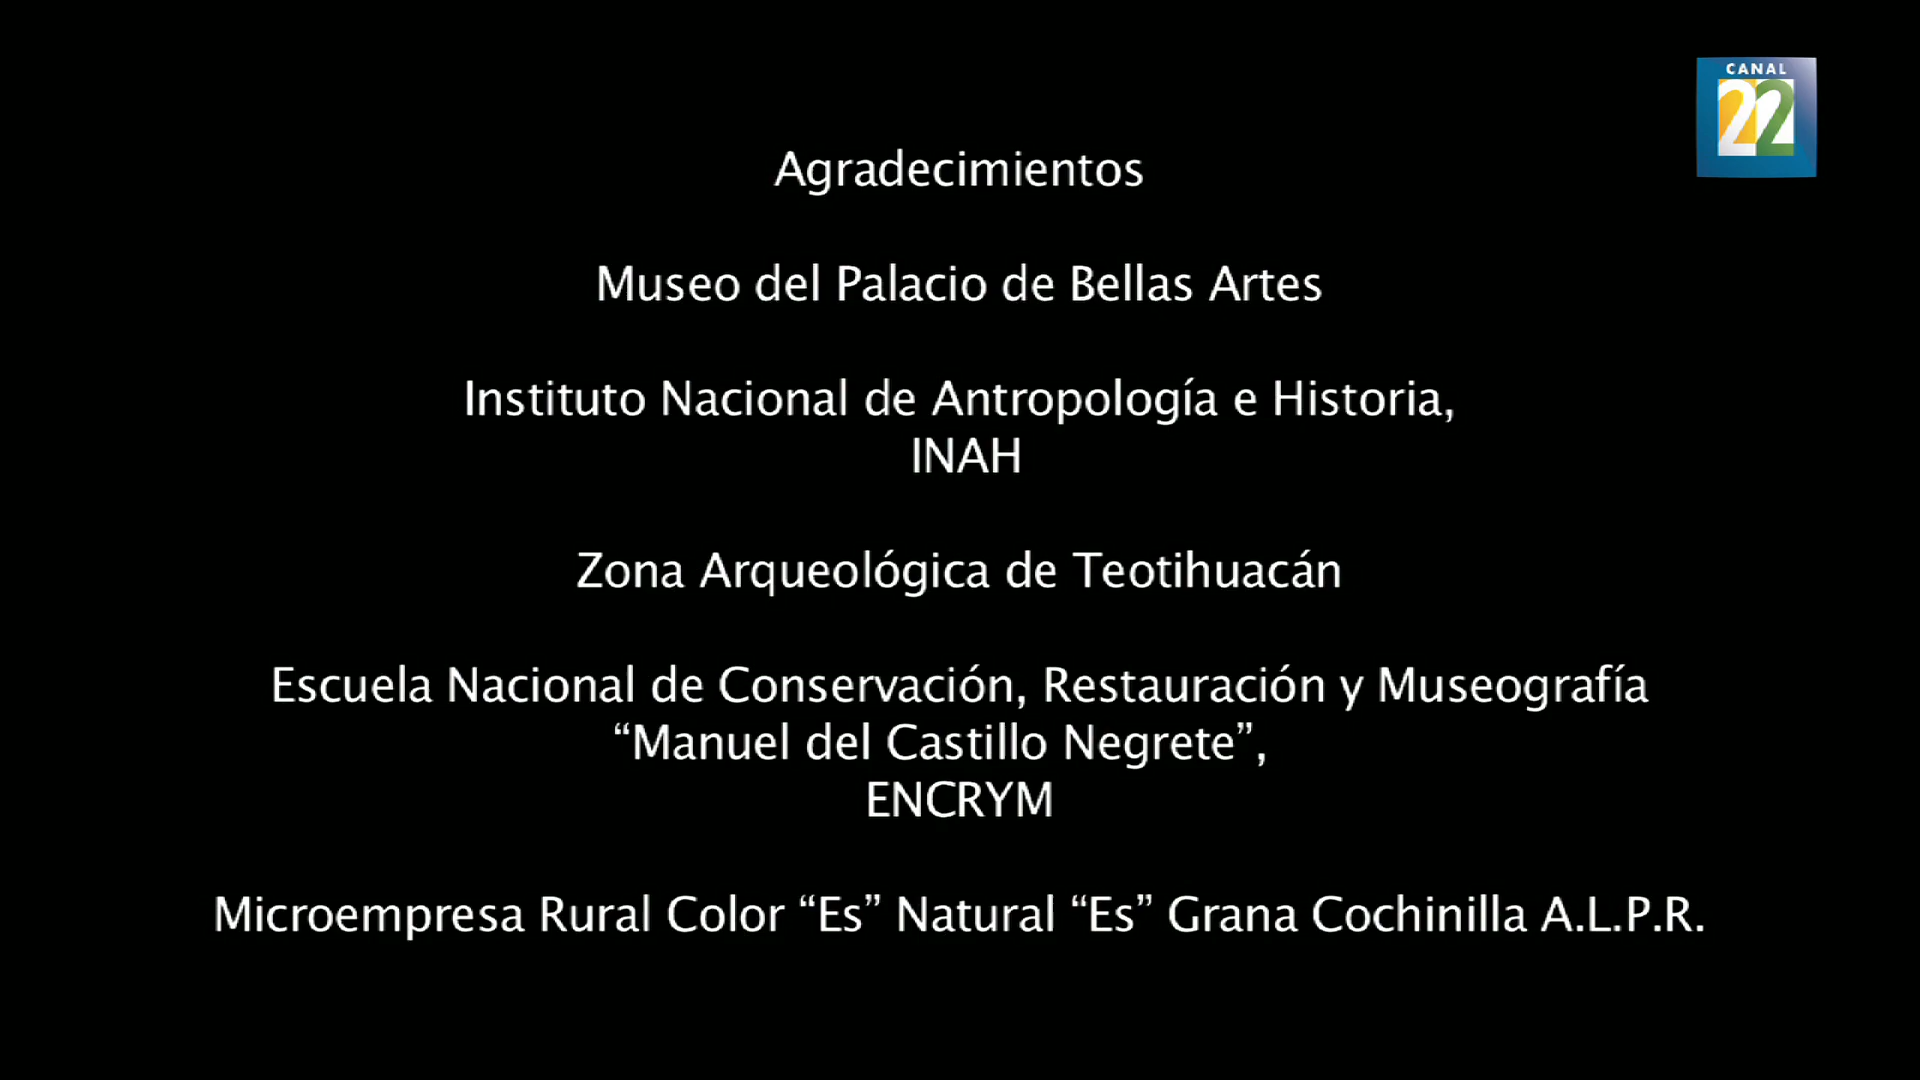 CANAL
22
Agradecimientos
Museo del Palacio de Bellas Artes
Instituto Nacional de Antropología e Historia,
INAH
Zona Arqueológica de Teotihuacán
Escuela Nacional de Conservación, Restauración y Museografía
“Manuel del Castillo Negrete”,
ENCRYM
Microempresa Rural Color “Es” Natural “Es” Grana Cochinilla A.L.P.R.